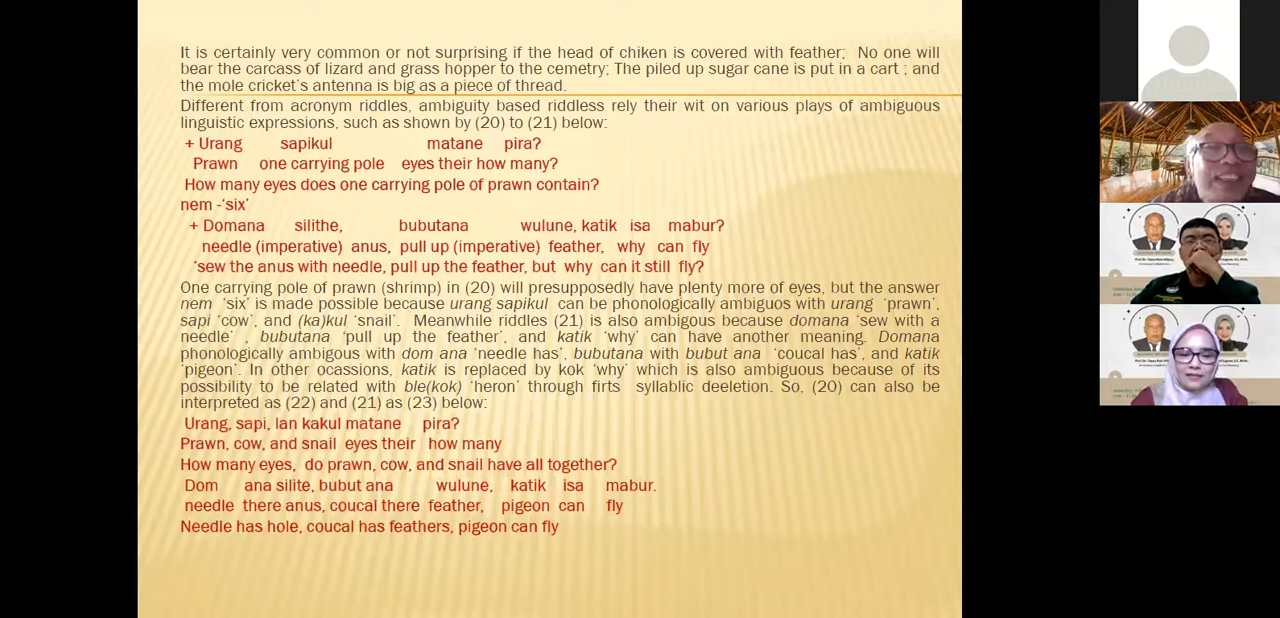 It is certainly very common or not surprising if the head of chiken is covered with feather; No one will
bear the carcass of lizard and grass hopper to the cemetry; The piled up sugar cane is put in a cart ; and
the mole cricket's antenna is big as a piece of thread.
Different from acronym riddles, ambiguity based riddless rely their wit on various plays of ambiguous
linguistic expressions, such as shown by (20) to (21) below:
+ Urang sapikul matane pira?
Prawn one carrying pole eyes their how many?
How many eyes does one carrying pole of prawn contain?
nem -'six'
+ Domana silithe, bubutana wulune, katik isa mabur?
needle (imperative) anus, pull up (imperative) feather, why can fly
'sew the anus with needle, pull up the feather, but why can it still fly?
One carrying pole of prawn (shrimp) in (20) will presupposedly have plenty more of eyes, but the answer
nem 'six' is made possible because urang sapikul can be phonologically ambiguos with urang 'prawn',
sapi 'cow', and (ka)kul 'snail'. Meanwhile riddles (21) is also ambiguous because domana 'sew with a
needle' , bubutana 'pull up the feather', and katik 'why' can have another meaning. Domana
phonologically ambiguous with dom ana 'needle has', bubutana with bubut ana 'coucal has', and katik
'pigeon'. In other ocassions, katik is replaced by kok 'why' which is also ambiguous because of its
possibility to be related with ble(kok) 'heron' through firts syllabic deeletion. So, (20) can also be
interpreted as (22) and (21) as (23) below:
Urang, sapi, lan kakul matane pira?
Prawn, cow, and snail eyes their how many
How many eyes, do prawn, cow, and snail have all together?
Dom ana silite, bubut ana wulune, katik isa mabur.
needle there anus, coucal there feather, pigeon can fly
Needle has hole, coucal has feathers, pigeon can fly